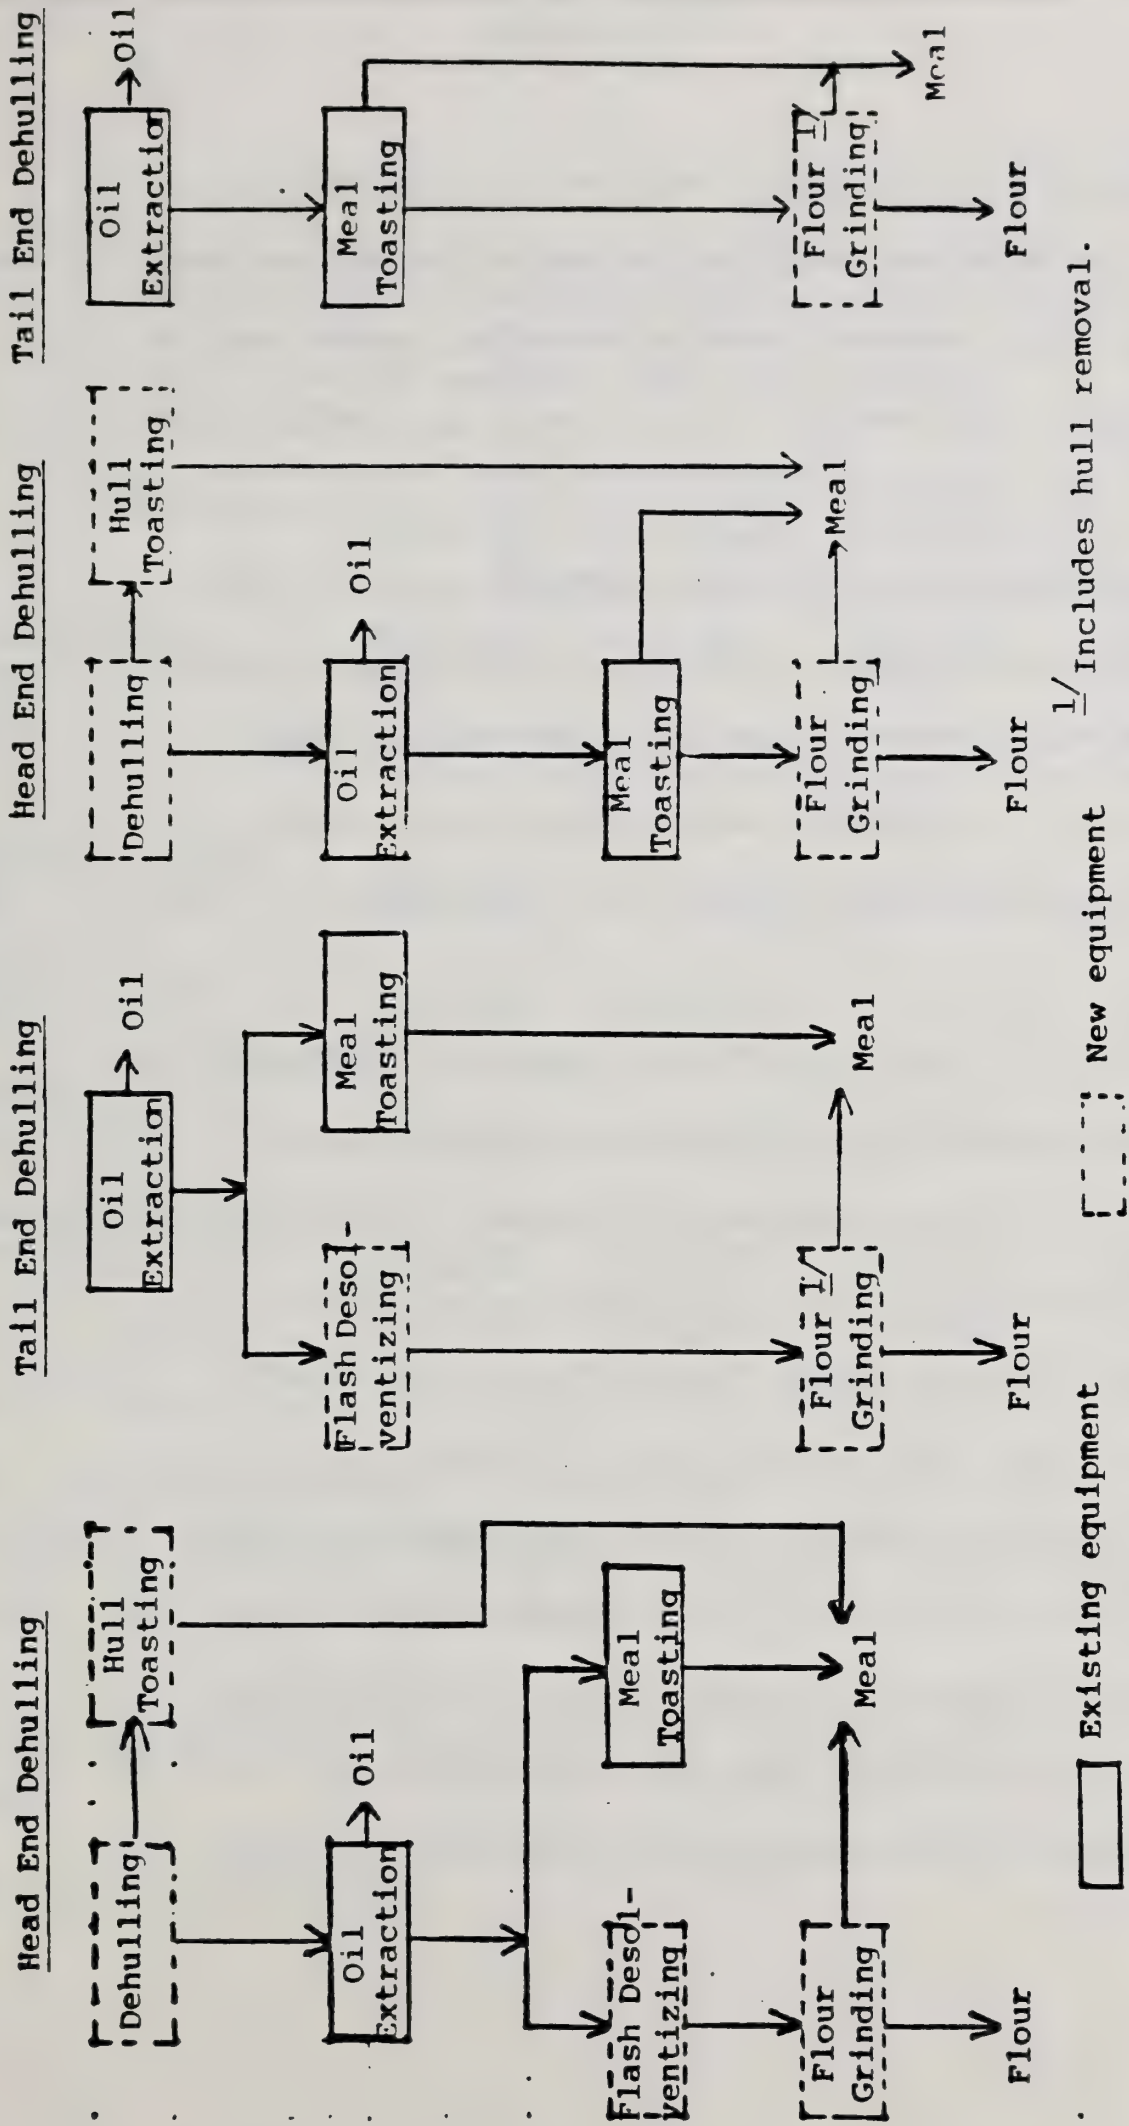 Head End Dehulling
Dehulling
Hull
Toasting
Oil
Extraction
Oil
Flash Desol-
ventizing
Meal
Toasting
Flour
Grinding
Meal
Flour
Tail End Dehulling
Oil
Extraction
Oil
Flash Desol-
ventizing
Meal
Toasting
Flour 1/
Grinding
Meal
Flour
Head End Dehulling
Dehulling
Hull
Toasting
Oil
Extraction
Oil
Meal
Toasting
Flour
Grinding
Meal
Flour
Tail End Dehulling
Oil
Extraction
Oil
Meal
Toasting
Flour 1/
Grinding
Meal
Flour
Existing equipment
New equipment
1/ Includes hull removal.